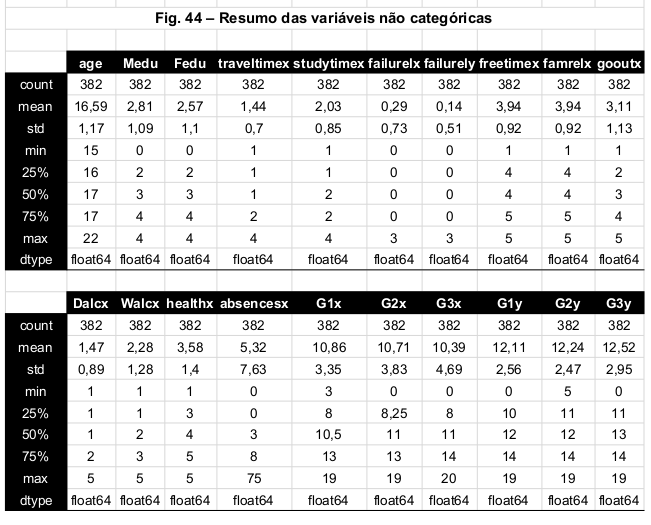 Fig. 44 – Resumo das variáveis não categóricas
age Medu Fedu traveltimex studytimex failurelx failurely freetimex famrelx gooutx
count 382 382 382 382 382 382 382 382 382 382
mean 16,59 2,81 2,57 1,44 2,03 0,29 0,14 3,94 3,94 3,11
std 1,17 1,09 1,1 0,7 0,85 0,73 0,51 0,92 0,92 1,13
min 15 0 0 1 1 0 0 1 1 1
25% 16 2 2 1 1 0 0 4 4 2
50% 17 3 3 1 2 0 0 4 4 3
75% 17 4 4 2 2 0 0 5 5 4
max 22 4 4 4 4 3 3 5 5 5
dtype float64 float64 float64 float64 float64 float64 float64 float64 float64 float64
Dalcx Walcx healthx absencesx G1x G2x G3x G1y G2y G3y
count 382 382 382 382 382 382 382 382 382 382
mean 1,47 2,28 3,58 5,32 10,86 10,71 10,39 12,11 12,24 12,52
std 0,89 1,28 1,4 7,63 3,35 3,83 4,69 2,56 2,47 2,95
min 1 1 1 0 3 0 0 0 5 0
25% 1 1 3 0 8 8,25 8 10 11 11
50% 1 2 4 3 10,5 11 11 12 12 13
75% 2 3 5 8 13 13 14 14 14 14
max 5 5 5 75 19 19 20 19 19 19
dtype float64 float64 float64 float64 float64 float64 float64 float64 float64 float64